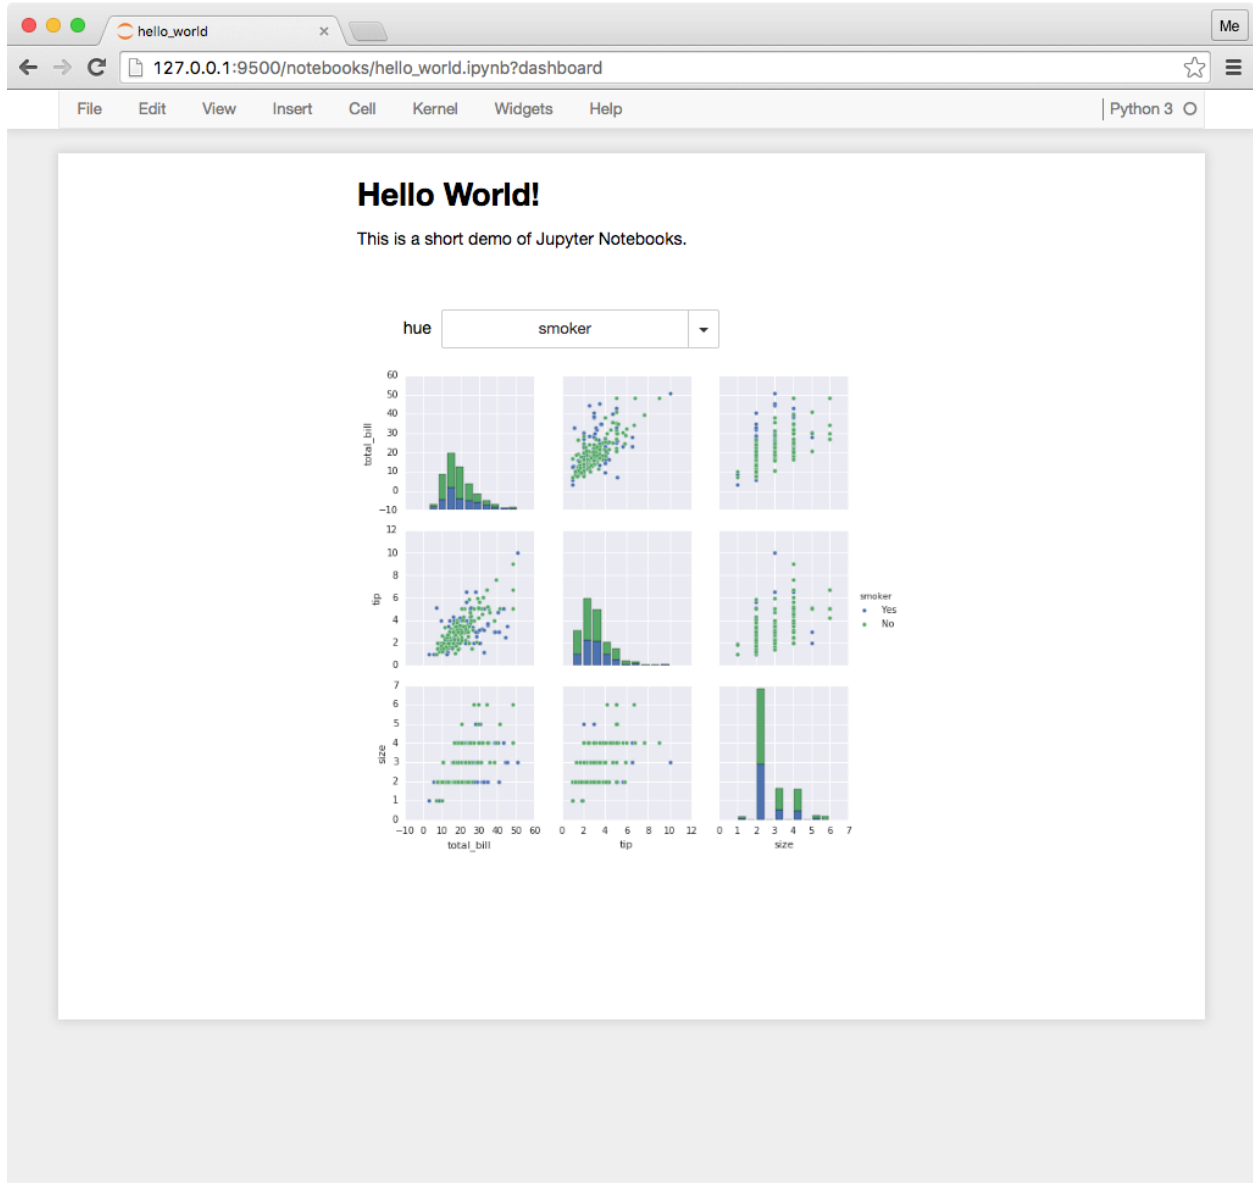 hello_world ×
Me
127.0.0.1:9500/notebooks/hello_world.ipynb?dashboard
File Edit View Insert Cell Kernel Widgets Help
Python 3
Hello World!
This is a short demo of Jupyter Notebooks.
hue smoker
60
50
40
30
20
10
0
−10
total_bill
12
10
8
6
4
2
0
tip
smoker
Yes
No
7
6
5
4
3
2
1
0
size
−10 0 10 20 30 40 50 60 0 2 4 6 8 10 12 0 1 2 3 4 5 6 7
total_bill tip size